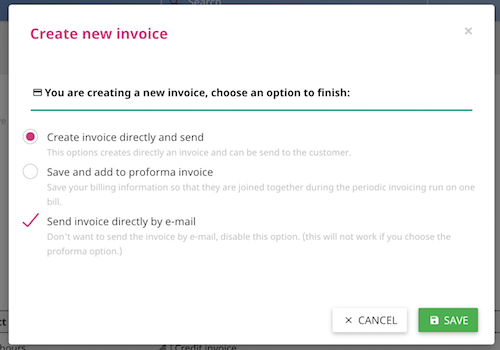 Search
Create new invoice
×
You are creating a new invoice, choose an option to finish:
Create invoice directly and send
This options creates directly an invoice and can be send to the customer.
Save and add to proforma invoice
Save your billing information so that they are joined together during the periodic invoicing run on one
bill.
Send invoice directly by e-mail
Don't want to send the invoice by e-mail, disable this option. (this will not work if you choose the
proforma option.)
× CANCEL
SAVE
hours
Credit invoice